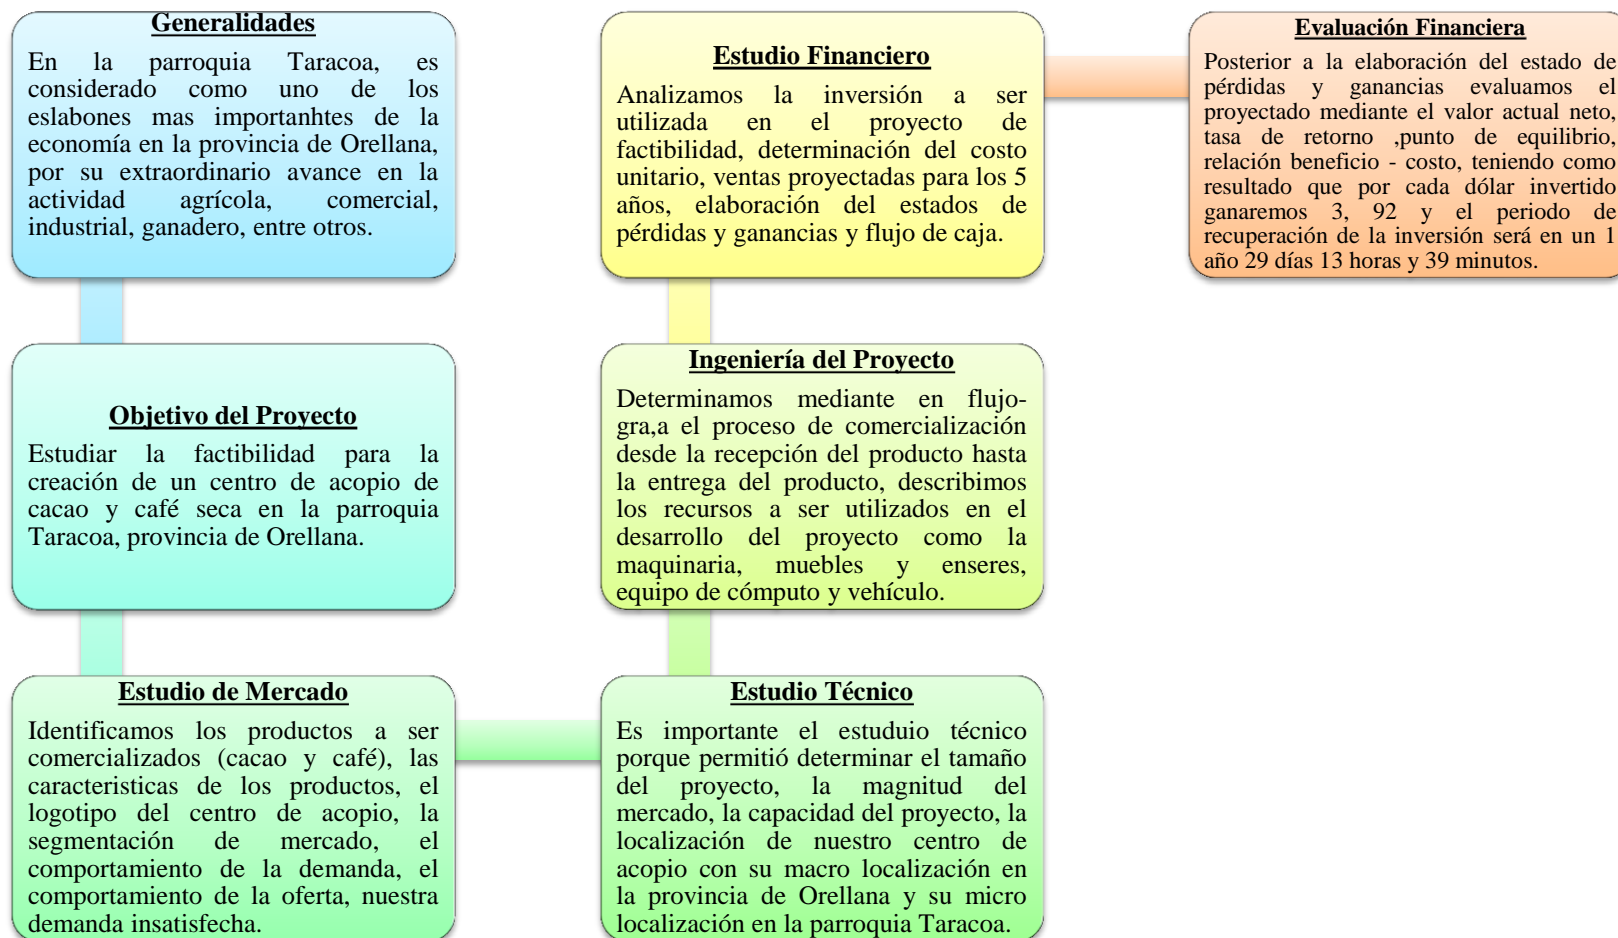 Generalidades
En la parroquia Taracoa, es
considerado como uno de los
eslabones mas importanhtes de la
economía en la provincia de Orellana,
por su extraordinario avance en la
actividad agrícola, comercial,
industrial, ganadero, entre otros.
Objetivo del Proyecto
Estudiar la factibilidad para la
creación de un centro de acopio de
cacao y café seca en la parroquia
Taracoa, provincia de Orellana.
Estudio de Mercado
Identificamos los productos a ser
comercializados (cacao y café), las
caracteristicas de los productos, el
logotipo del centro de acopio, la
segmentación de mercado, el
comportamiento de la demanda, el
comportamiento de la oferta, nuestra
demanda insatisfecha.
Estudio Técnico
Es importante el estuduio técnico
porque permitió determinar el tamaño
del proyecto, la magnitud del
mercado, la capacidad del proyecto, la
localización de nuestro centro de
acopio con su macro localización en
la provincia de Orellana y su micro
localización en la parroquia Taracoa.
Ingeniería del Proyecto
Determinamos mediante en flujo-
gra,a el proceso de comercialización
desde la recepción del producto hasta
la entrega del producto, describimos
los recursos a ser utilizados en el
desarrollo del proyecto como la
maquinaria, muebles y enseres,
equipo de cómputo y vehículo.
Estudio Financiero
Analizamos la inversión a ser
utilizada en el proyecto de
factibilidad, determinación del costo
unitario, ventas proyectadas para los 5
años, elaboración del estados de
pérdidas y ganancias y flujo de caja.
Evaluación Financiera
Posterior a la elaboración del estado de
pérdidas y ganancias evaluamos el
proyectado mediante el valor actual neto,
tasa de retorno ,punto de equilibrio,
relación beneficio - costo, teniendo como
resultado que por cada dólar invertido
ganaremos 3, 92 y el periodo de
recuperación de la inversión será en un 1
año 29 días 13 horas y 39 minutos.